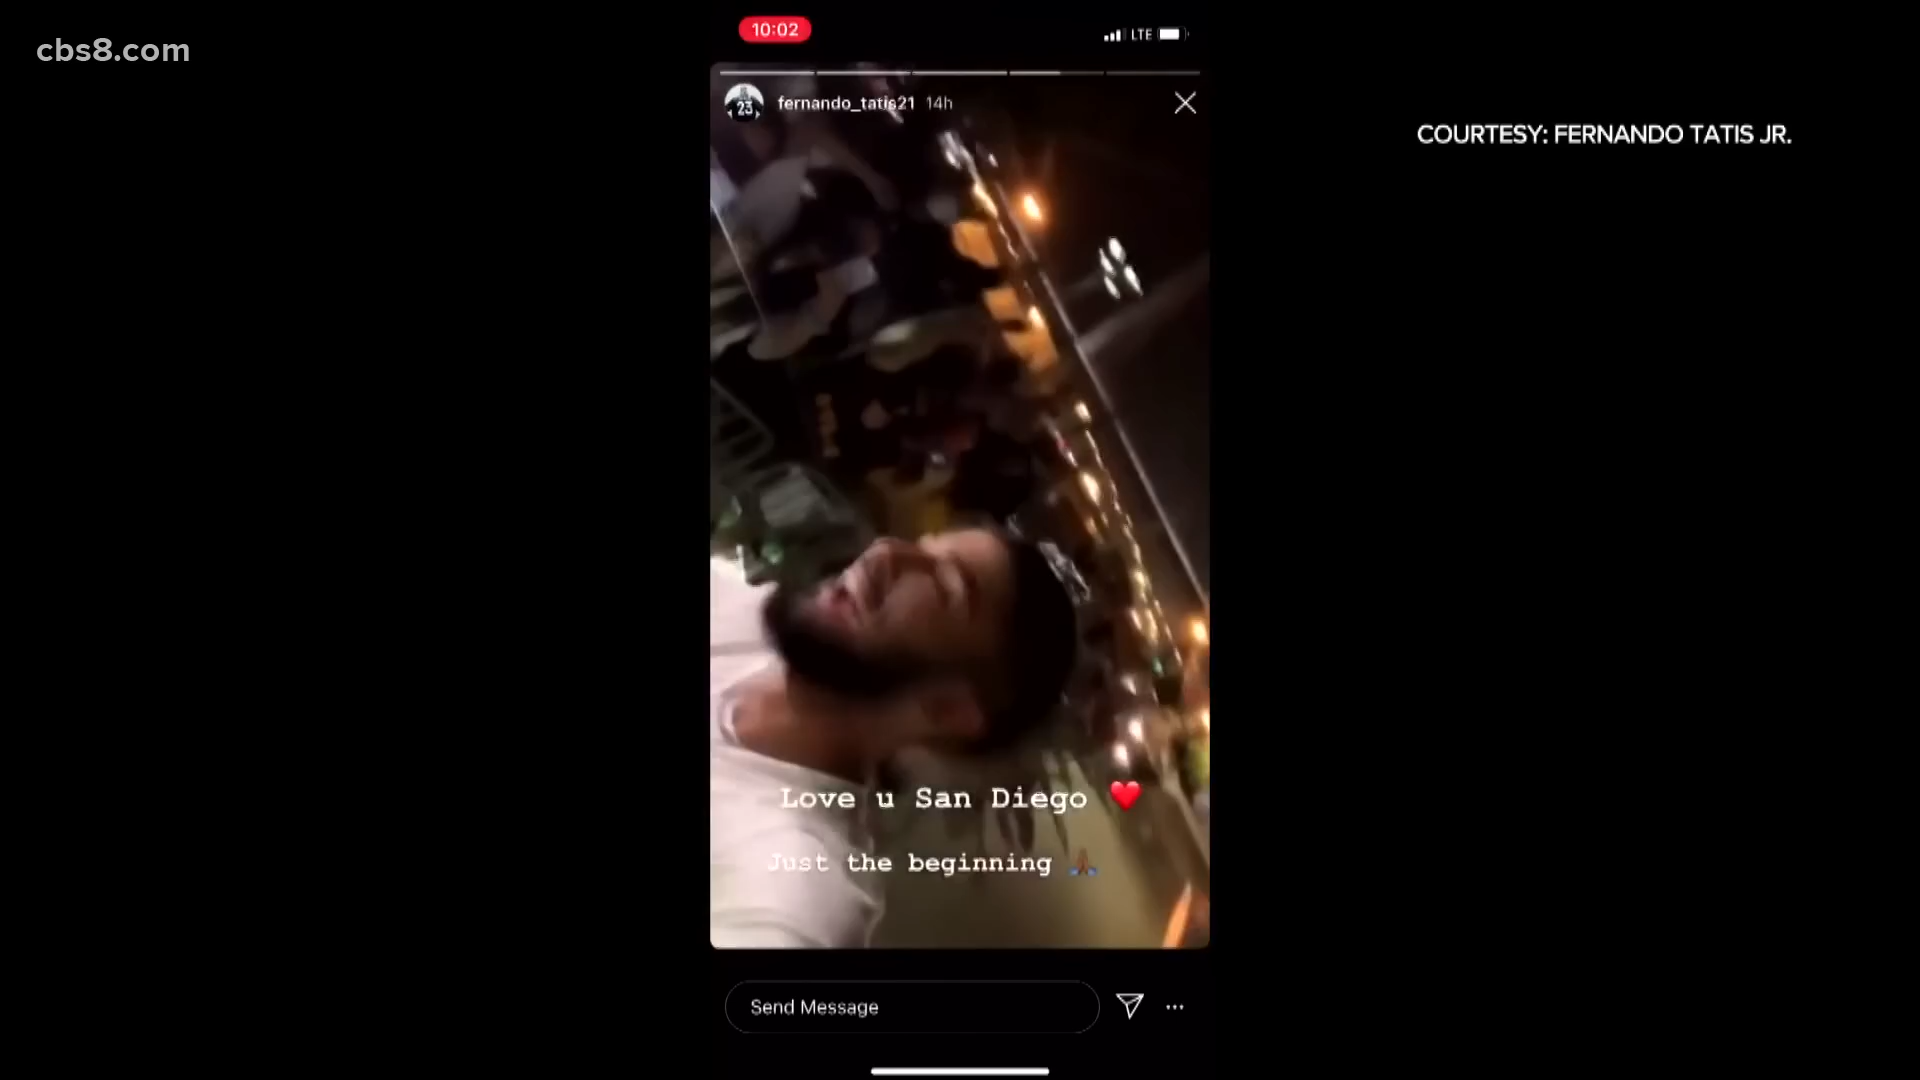 cbs8.com
10:02
LTE
23
fernando_tatis21 14h
COURTESY: FERNANDO TATIS JR.
Love u San Diego ❤️
Just the beginning 🙏🏾
Send Message